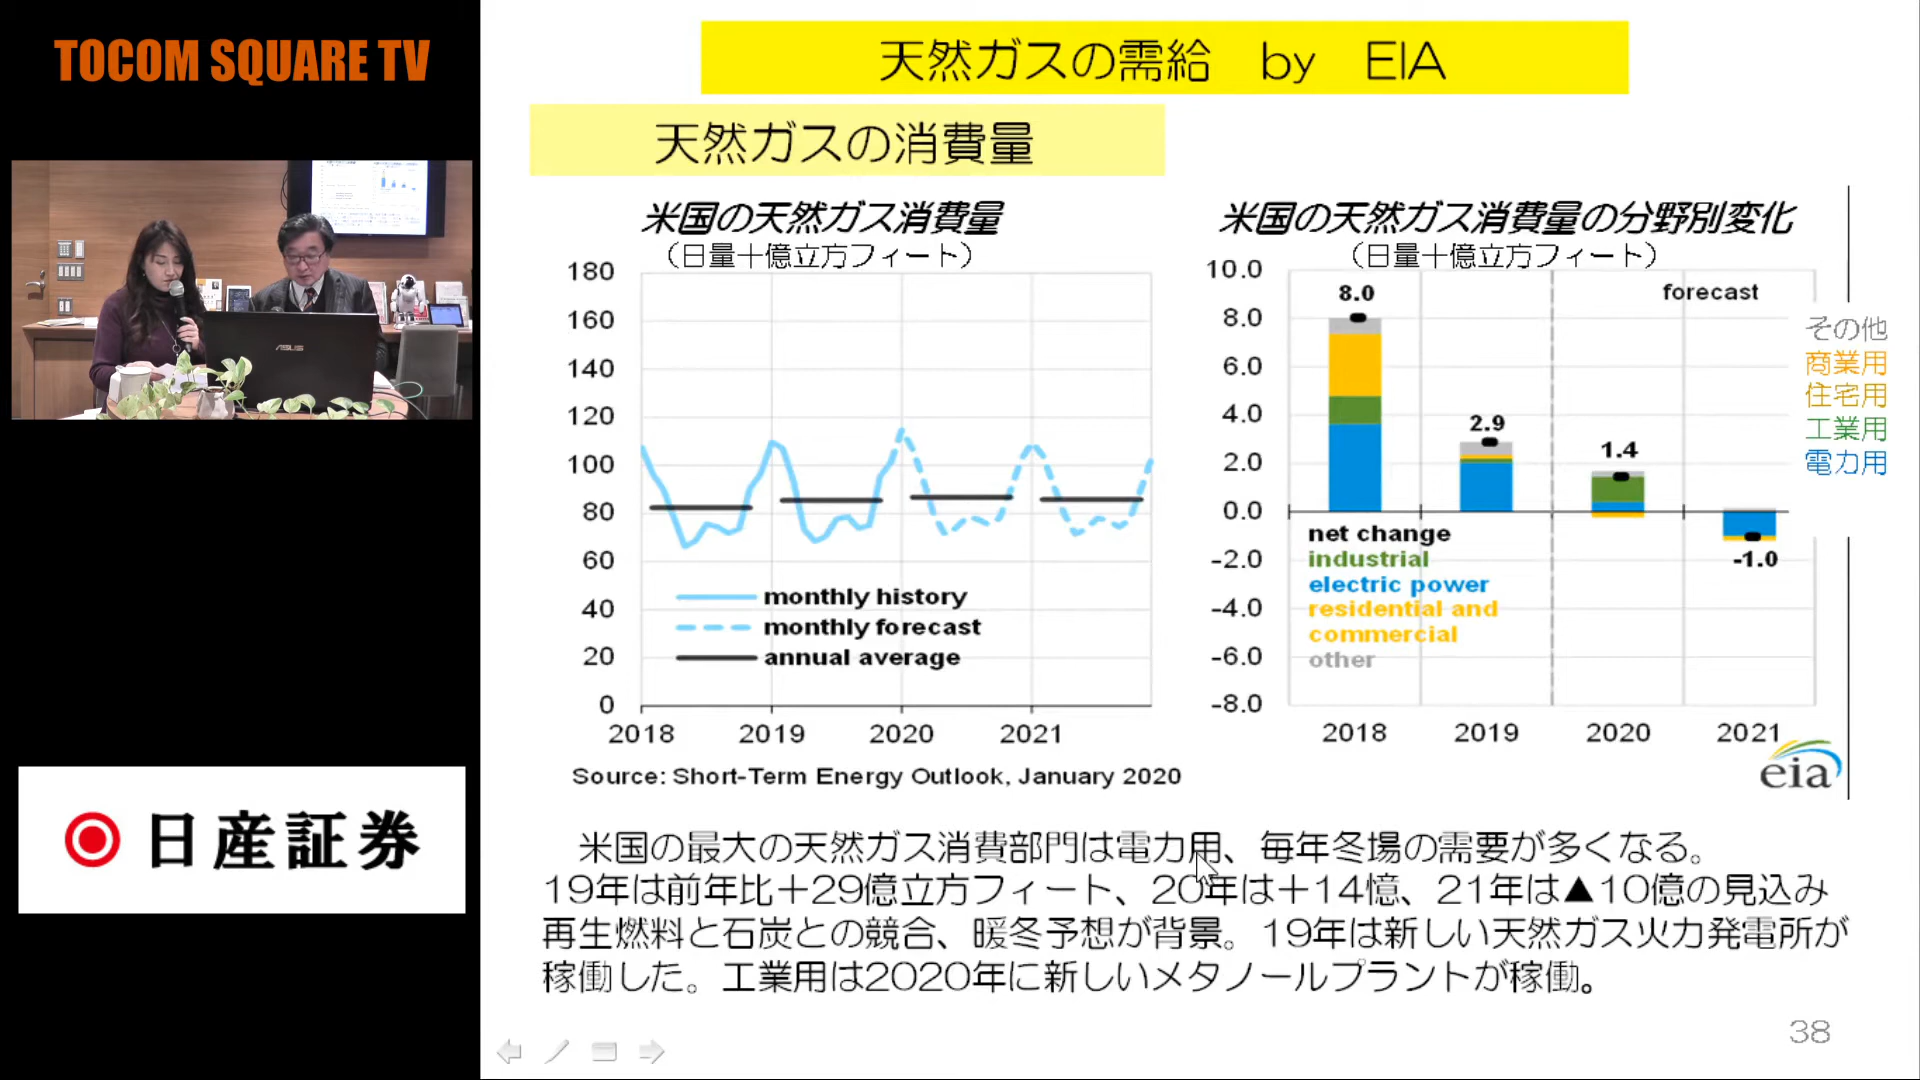 TOCOM SQUARE TV
ASUS
日産証券
天然ガスの需給 by EIA
天然ガスの消費量
米国の天然ガス消費量
（日量十億立方フィート）
180
160
140
120
100
80
60
40
20
0
2018 2019 2020 2021
monthly history
monthly forecast
annual average
Source: Short-Term Energy Outlook, January 2020
米国の天然ガス消費量の分野別変化
（日量十億立方フィート）
10.0
8.0
6.0
4.0
2.0
0.0
-2.0
-4.0
-6.0
-8.0
8.0
2.9
1.4
-1.0
forecast
net change
industrial
electric power
residential and
commercial
other
2018 2019 2020 2021
その他
商業用
住宅用
工業用
電力用
eia
米国の最大の天然ガス消費部門は電力用、毎年冬場の需要が多くなる。
19年は前年比＋29億立方フィート、20年は＋14憶、21年は▲10億の見込み
再生燃料と石炭との競合、暖冬予想が背景。19年は新しい天然ガス火力発電所が
稼働した。工業用は2020年に新しいメタノールプラントが稼働。
38